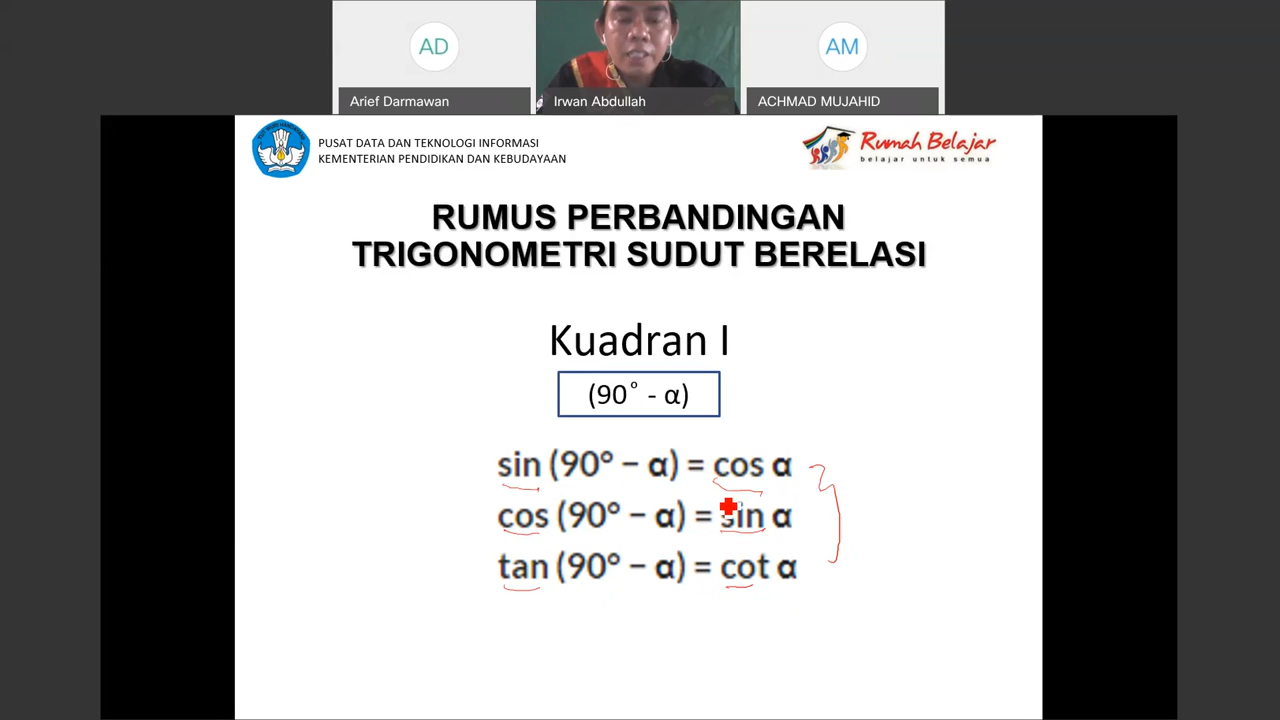 AD
AM
Arief Darmawan
Irwan Abdullah
ACHMAD MUJAHID
PUSAT DATA DAN TEKNOLOGI INFORMASI
KEMENTERIAN PENDIDIKAN DAN KEBUDAYAAN
Rumah Belajar
belajar untuk semua
RUMUS PERBANDINGAN
TRIGONOMETRI SUDUT BERELASI
Kuadran I
(90° - α)
sin (90° − α) = cos α
cos (90° − α) = sin α
tan (90° − α) = cot α